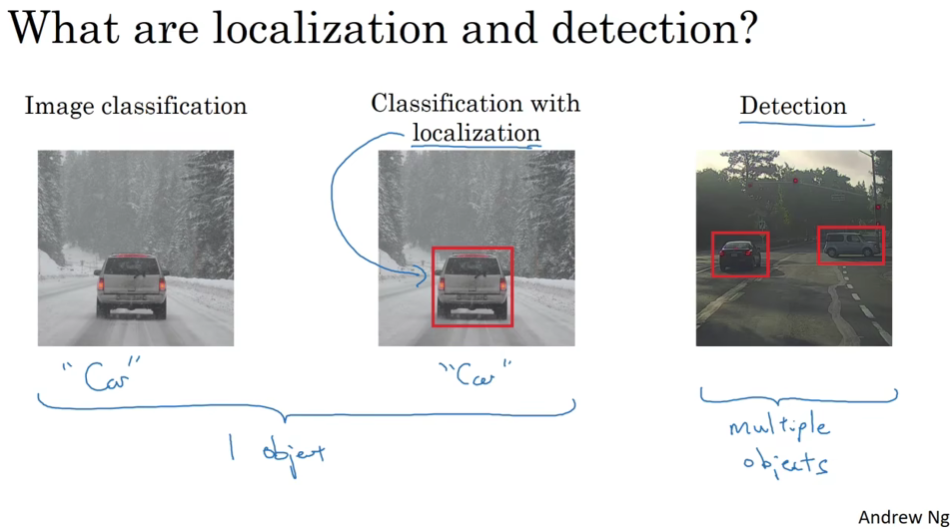 What are localization and detection?
Image classification
Classification with
localization
Detection
"Car"
"Car"
1 object
multiple
objects
Andrew Ng